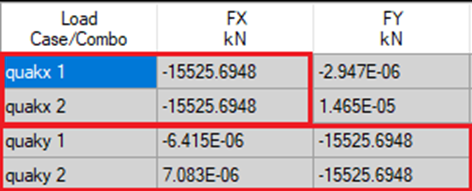 Load FX FY
Case/Combo kN kN
quakx 1 -15525.6948 -2.947E-06
quakx 2 -15525.6948 1.465E-05
quaky 1 -6.415E-06 -15525.6948
quaky 2 7.083E-06 -15525.6948